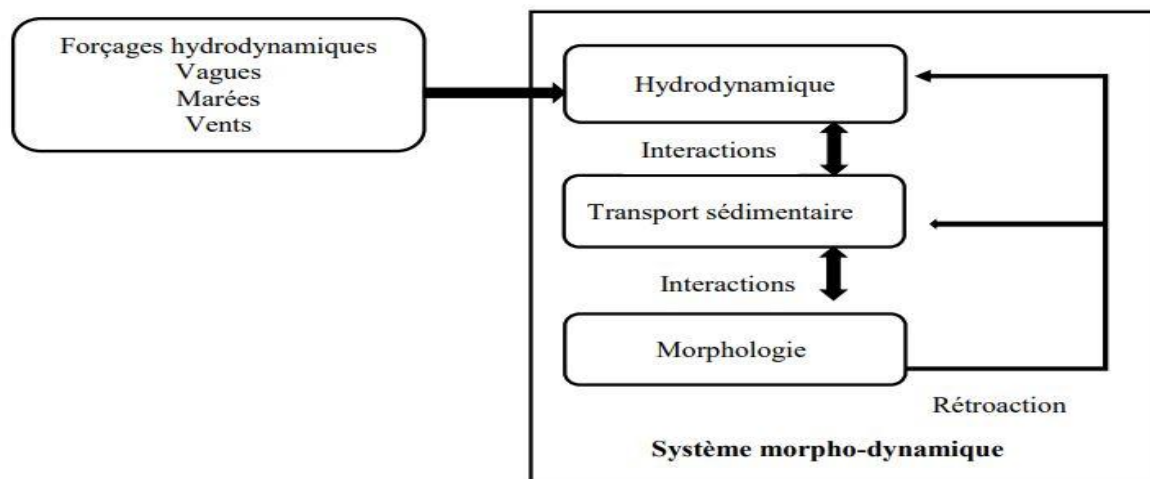 Forçages hydrodynamiques
Vagues
Marées
Vents
Hydrodynamique
Interactions
Transport sédimentaire
Interactions
Morphologie
Rétroaction
Système morpho-dynamique